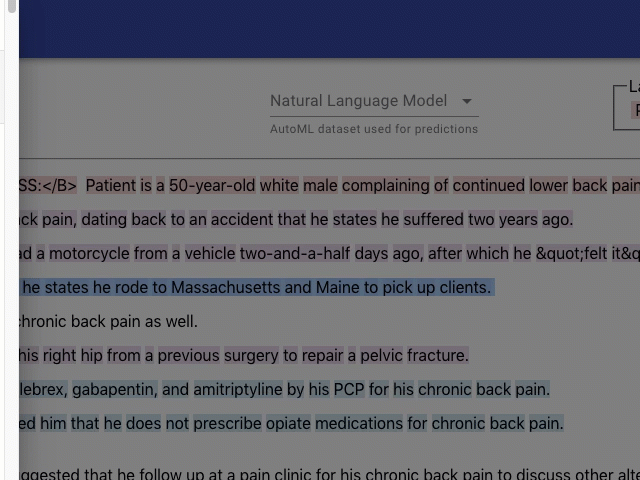 Natural Language Model
La
AutoML dataset used for predictions
SS:</B> Patient is a 50-year-old white male complaining of continued lower back pain
ck pain, dating back to an accident that he states he suffered two years ago.
ad a motorcycle from a vehicle two-and-a-half days ago, after which he &quot;felt it&q
he states he rode to Massachusetts and Maine to pick up clients.
chronic back pain as well.
his right hip from a previous surgery to repair a pelvic fracture.
lebrex, gabapentin, and amitriptyline by his PCP for his chronic back pain.
ed him that he does not prescribe opiate medications for chronic back pain.
ggested that he follow up at a pain clinic for his chronic back pain to discuss other alte